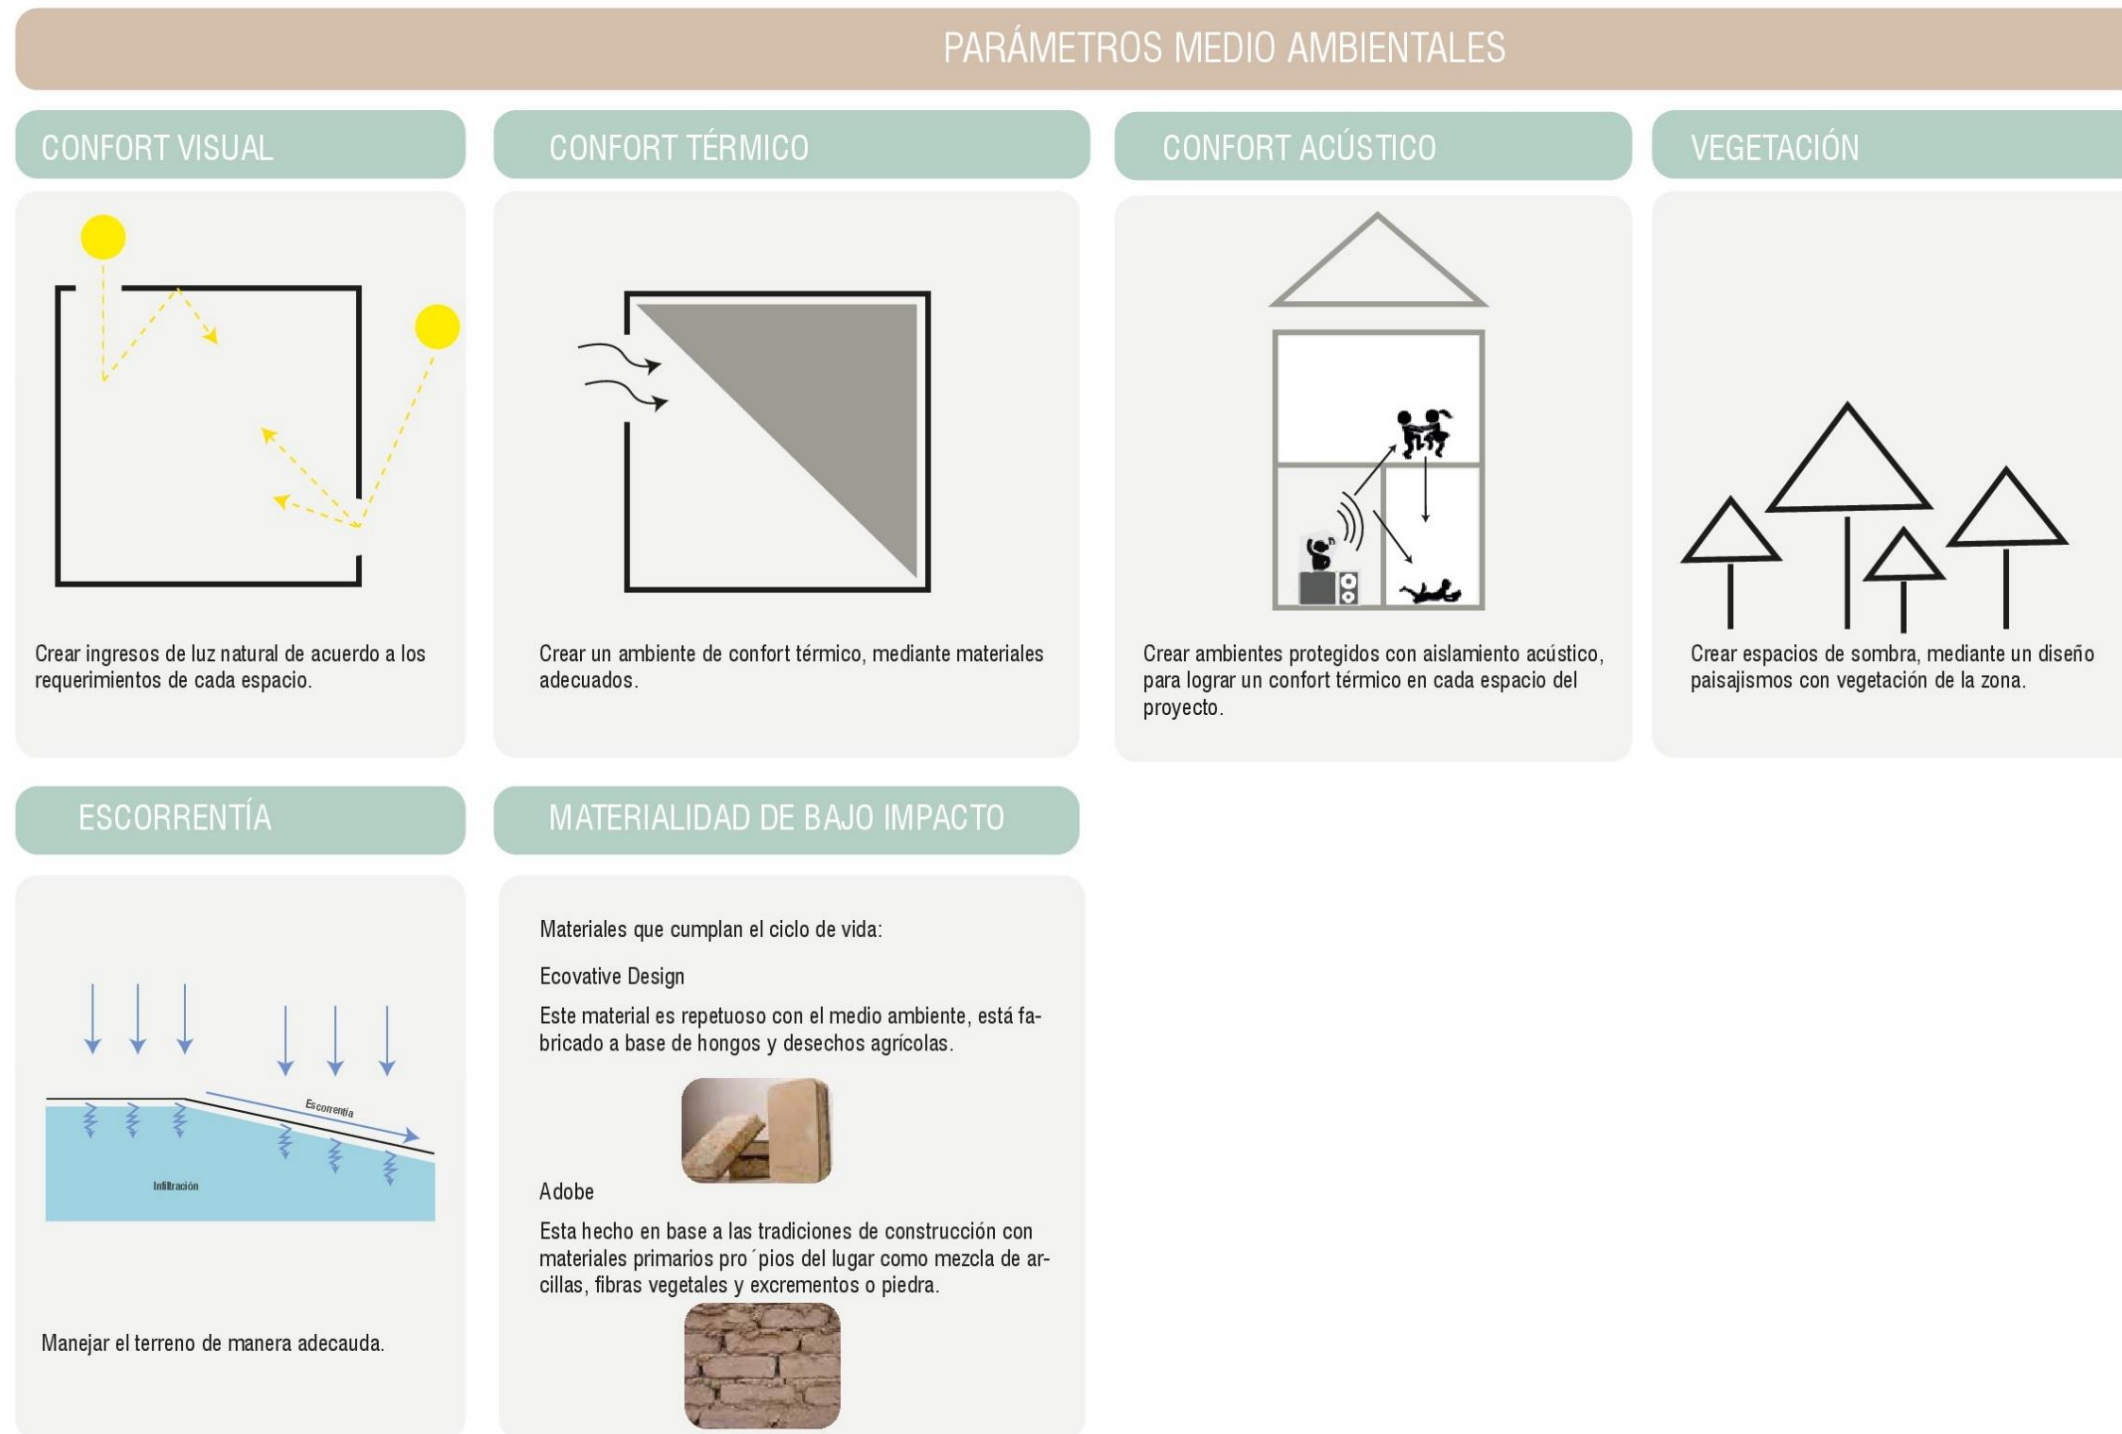 PARÁMETROS MEDIO AMBIENTALES
CONFORT VISUAL
Crear ingresos de luz natural de acuerdo a los
requerimientos de cada espacio.
CONFORT TÉRMICO
Crear un ambiente de confort térmico, mediante materiales
adecuados.
CONFORT ACÚSTICO
Crear ambientes protegidos con aislamiento acústico,
para lograr un confort térmico en cada espacio del
proyecto.
VEGETACIÓN
Crear espacios de sombra, mediante un diseño
paisajismos con vegetación de la zona.
ESCORRENTÍA
Escorrentía
Infiltración
Manejar el terreno de manera adecauda.
MATERIALIDAD DE BAJO IMPACTO
Materiales que cumplan el ciclo de vida:
Ecovative Design
Este material es repetuoso con el medio ambiente, está fa-
bricado a base de hongos y desechos agrícolas.
Adobe
Esta hecho en base a las tradiciones de construcción con
materiales primarios pro ́pios del lugar como mezcla de ar-
cillas, fibras vegetales y excrementos o piedra.